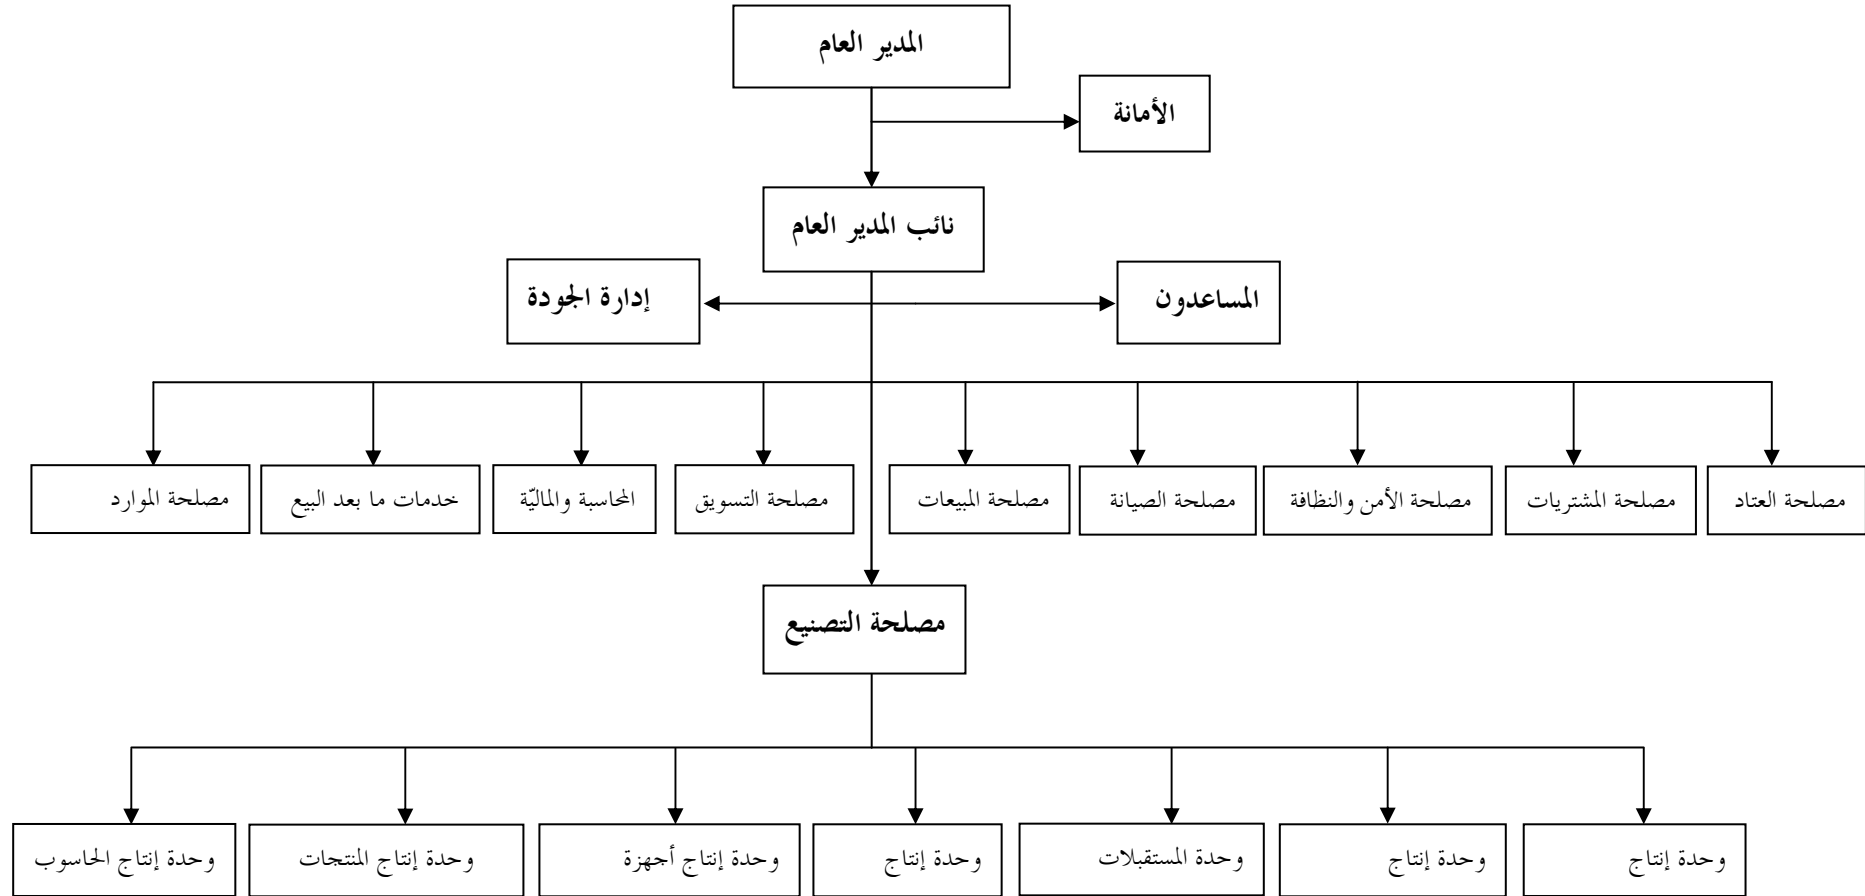 المدير العام
الأمانة
نائب المدير العام
المساعدون
إدارة الجودة
مصلحة العتاد
مصلحة المشتريات
مصلحة الأمن والنظافة
مصلحة الصيانة
مصلحة المبيعات
مصلحة التسويق
المحاسبة والماليّة
خدمات ما بعد البيع
مصلحة الموارد
مصلحة التصنيع
وحدة إنتاج
وحدة إنتاج
وحدة المستقبلات
وحدة إنتاج
وحدة إنتاج أجهزة
وحدة إنتاج المنتجات
وحدة إنتاج الحاسوب